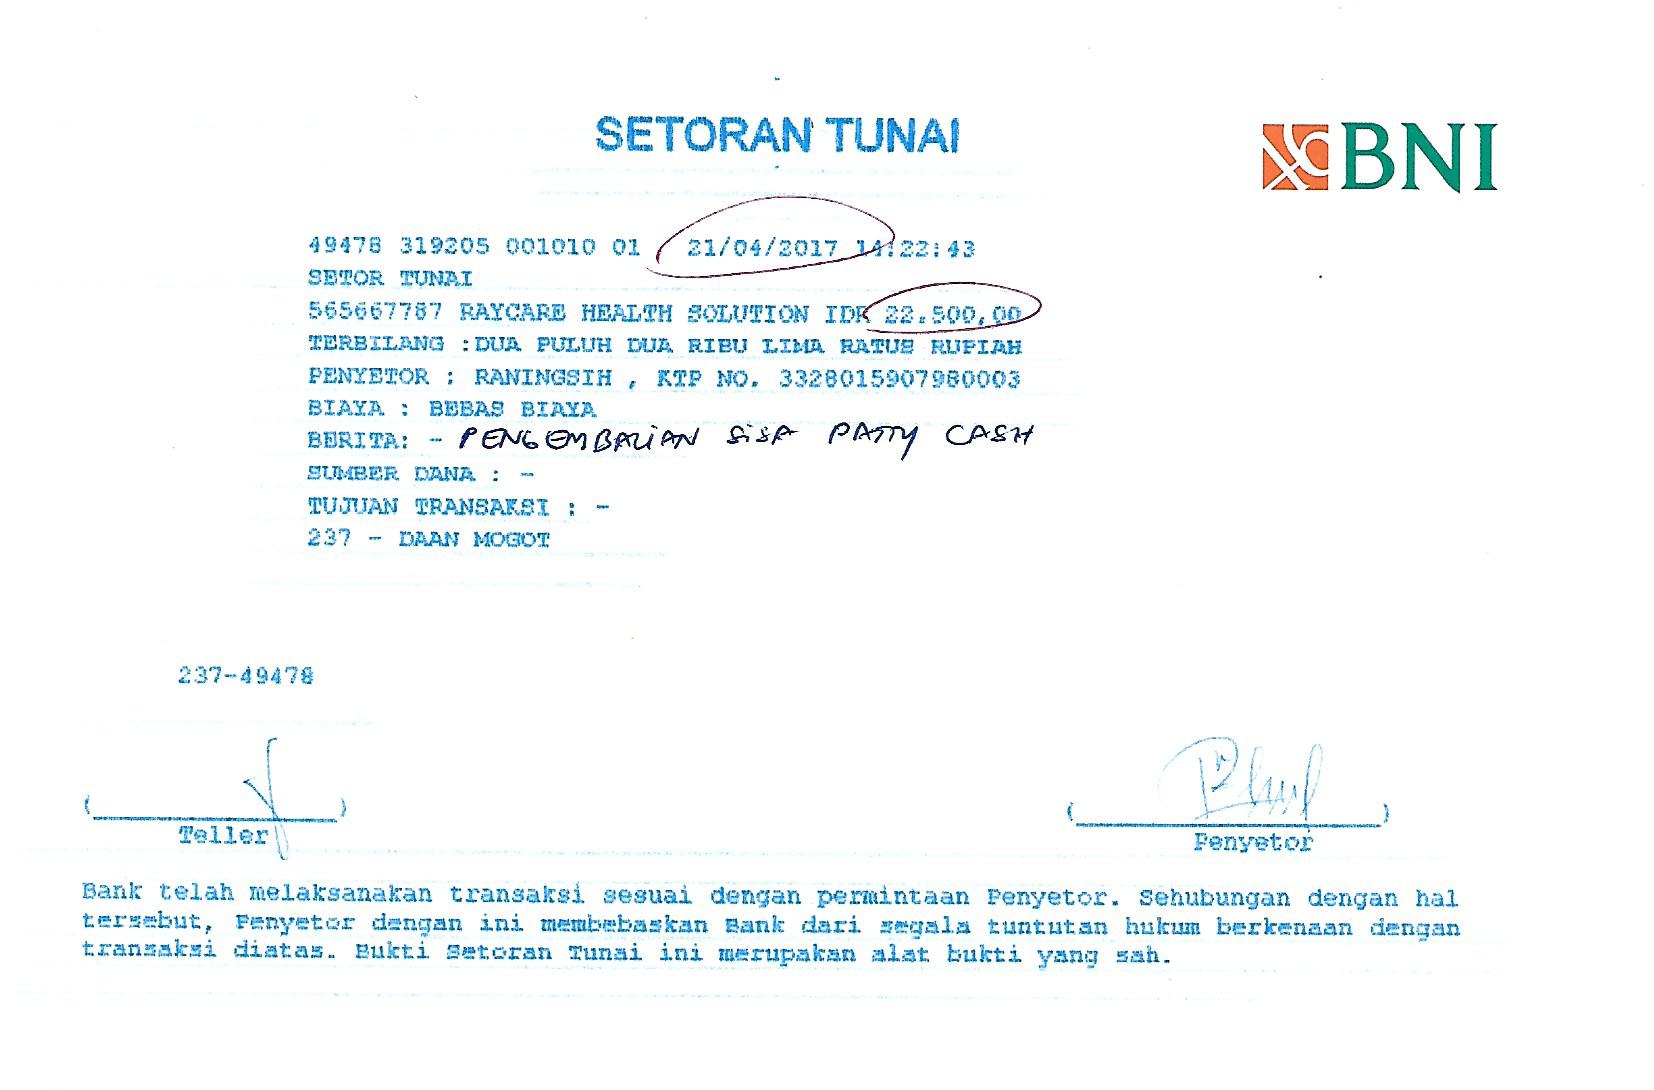 SETORAN TUNAI
BNI
49478 319205 001010 01 21/04/2017 14:22:43
SETOR TUNAI
565667787 RAYCARE HEALTH SOLUTION IDR 22.500,00
TERBILANG :DUA PULUH DUA RIBU LIMA RATUS RUPIAH
PENYETOR : RANINGSIH , KTP NO. 3328015907980003
BIAYA : BEBAS BIAYA
BERITA: - PENGEMBALIAN SISA PATTY CASH
SUMBER DANA : -
TUJUAN TRANSAKSI : -
237 - DAAN MOGOT
237-49478
( )
( )
Teller
Penyetor
Bank telah melaksanakan transaksi sesuai dengan permintaan Penyetor. Sehubungan dengan hal
tersebut, Penyetor dengan ini membebaskan Bank dari segala tuntutan hukum berkenaan dengan
transaksi diatas. Bukti Setoran Tunai ini merupakan alat bukti yang sah.